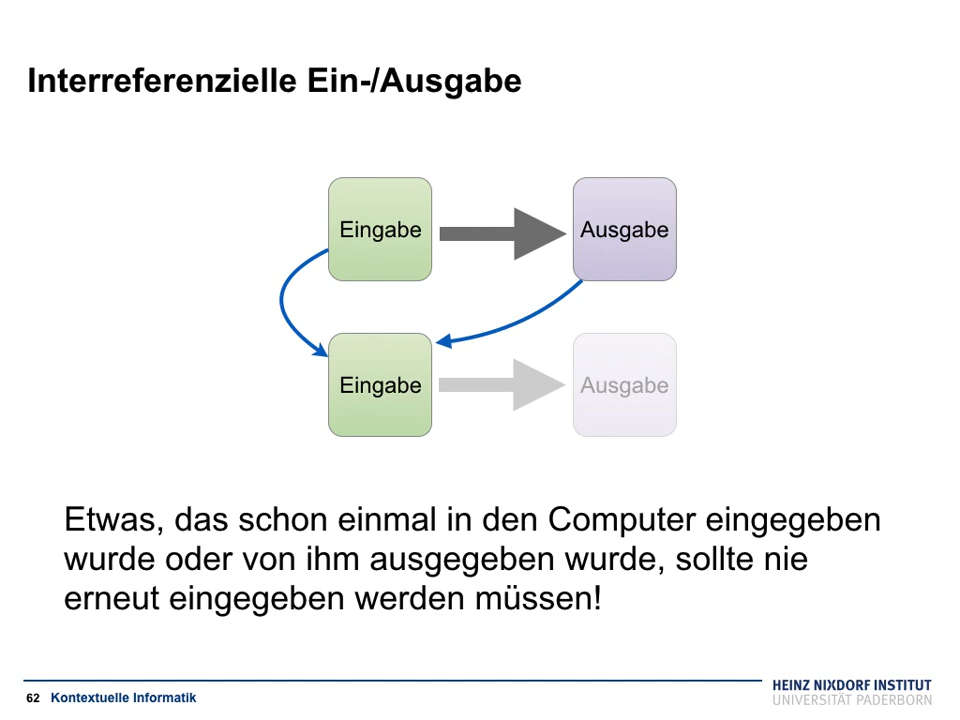 Interreferenzielle Ein-/Ausgabe
Eingabe
Ausgabe
Eingabe
Ausgabe
Etwas, das schon einmal in den Computer eingegeben
wurde oder von ihm ausgegeben wurde, sollte nie
erneut eingegeben werden müssen!
62 Kontextuelle Informatik
HEINZ NIXDORF INSTITUT
UNIVERSITÄT PADERBORN